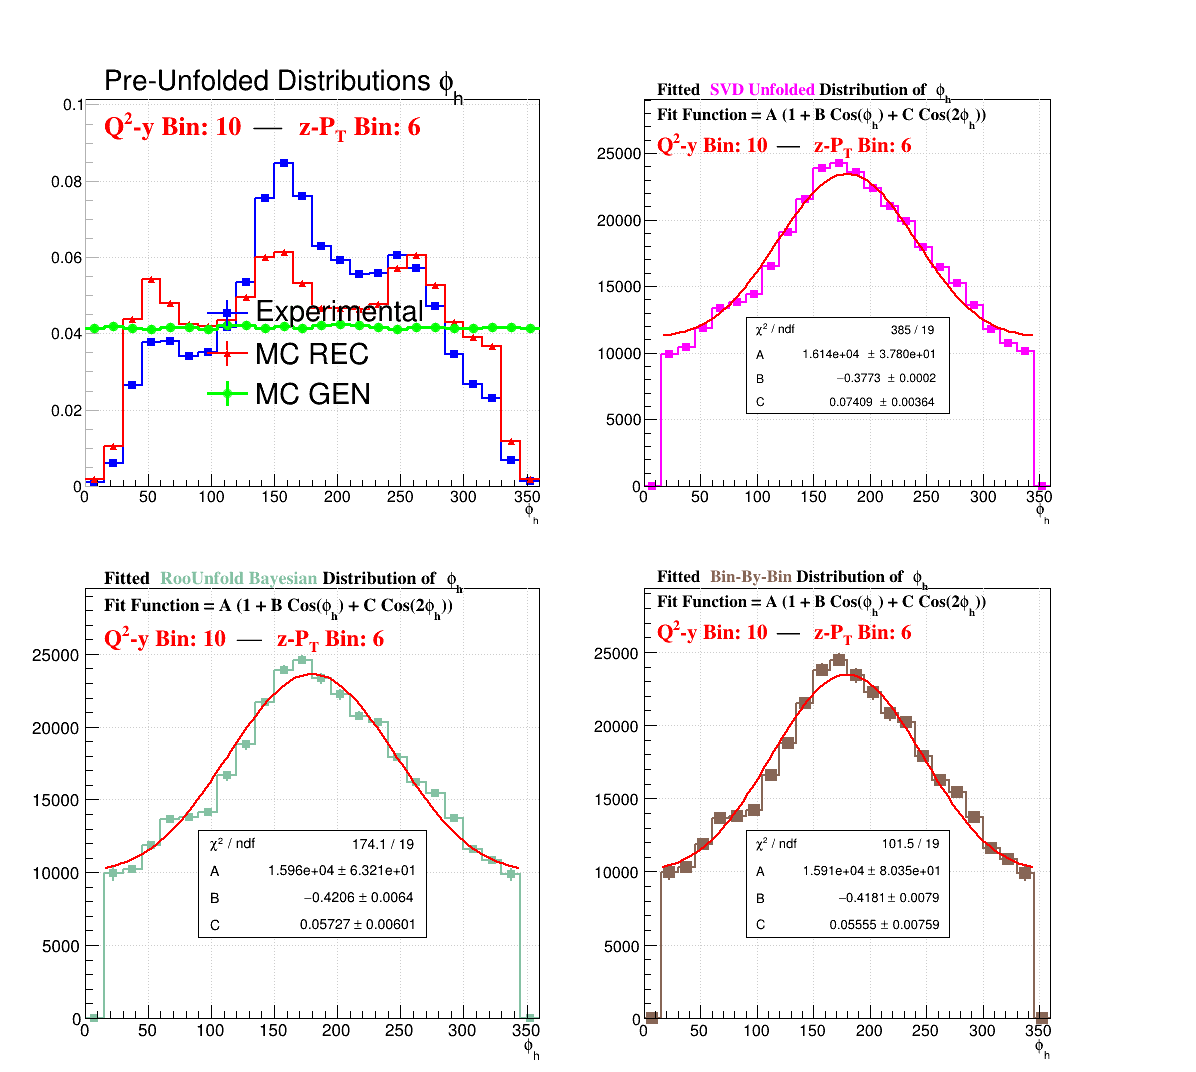 Pre-Unfolded Distributions ϕh
Q²-y Bin: 10 — z-PT Bin: 6
0.1
0.08
0.06
0.04
0.02
0
Experimental
MC REC
MC GEN
0 50 100 150 200 250 300 350
ϕh
Fitted SVD Unfolded Distribution of ϕh
Fit Function = A (1 + B Cos(ϕh) + C Cos(2ϕh))
Q²-y Bin: 10 — z-PT Bin: 6
25000
20000
15000
10000
5000
0
χ² / ndf 385 / 19
A 1.614e+04 ± 3.780e+01
B −0.3773 ± 0.0002
C 0.07409 ± 0.00364
0 50 100 150 200 250 300 350
ϕh
Fitted RooUnfold Bayesian Distribution of ϕh
Fit Function = A (1 + B Cos(ϕh) + C Cos(2ϕh))
Q²-y Bin: 10 — z-PT Bin: 6
25000
20000
15000
10000
5000
0
χ² / ndf 174.1 / 19
A 1.596e+04 ± 6.321e+01
B −0.4206 ± 0.0064
C 0.05727 ± 0.00601
0 50 100 150 200 250 300 350
ϕh
Fitted Bin-By-Bin Distribution of ϕh
Fit Function = A (1 + B Cos(ϕh) + C Cos(2ϕh))
Q²-y Bin: 10 — z-PT Bin: 6
25000
20000
15000
10000
5000
0
χ² / ndf 101.5 / 19
A 1.591e+04 ± 8.035e+01
B −0.4181 ± 0.0079
C 0.05555 ± 0.00759
0 50 100 150 200 250 300 350
ϕh